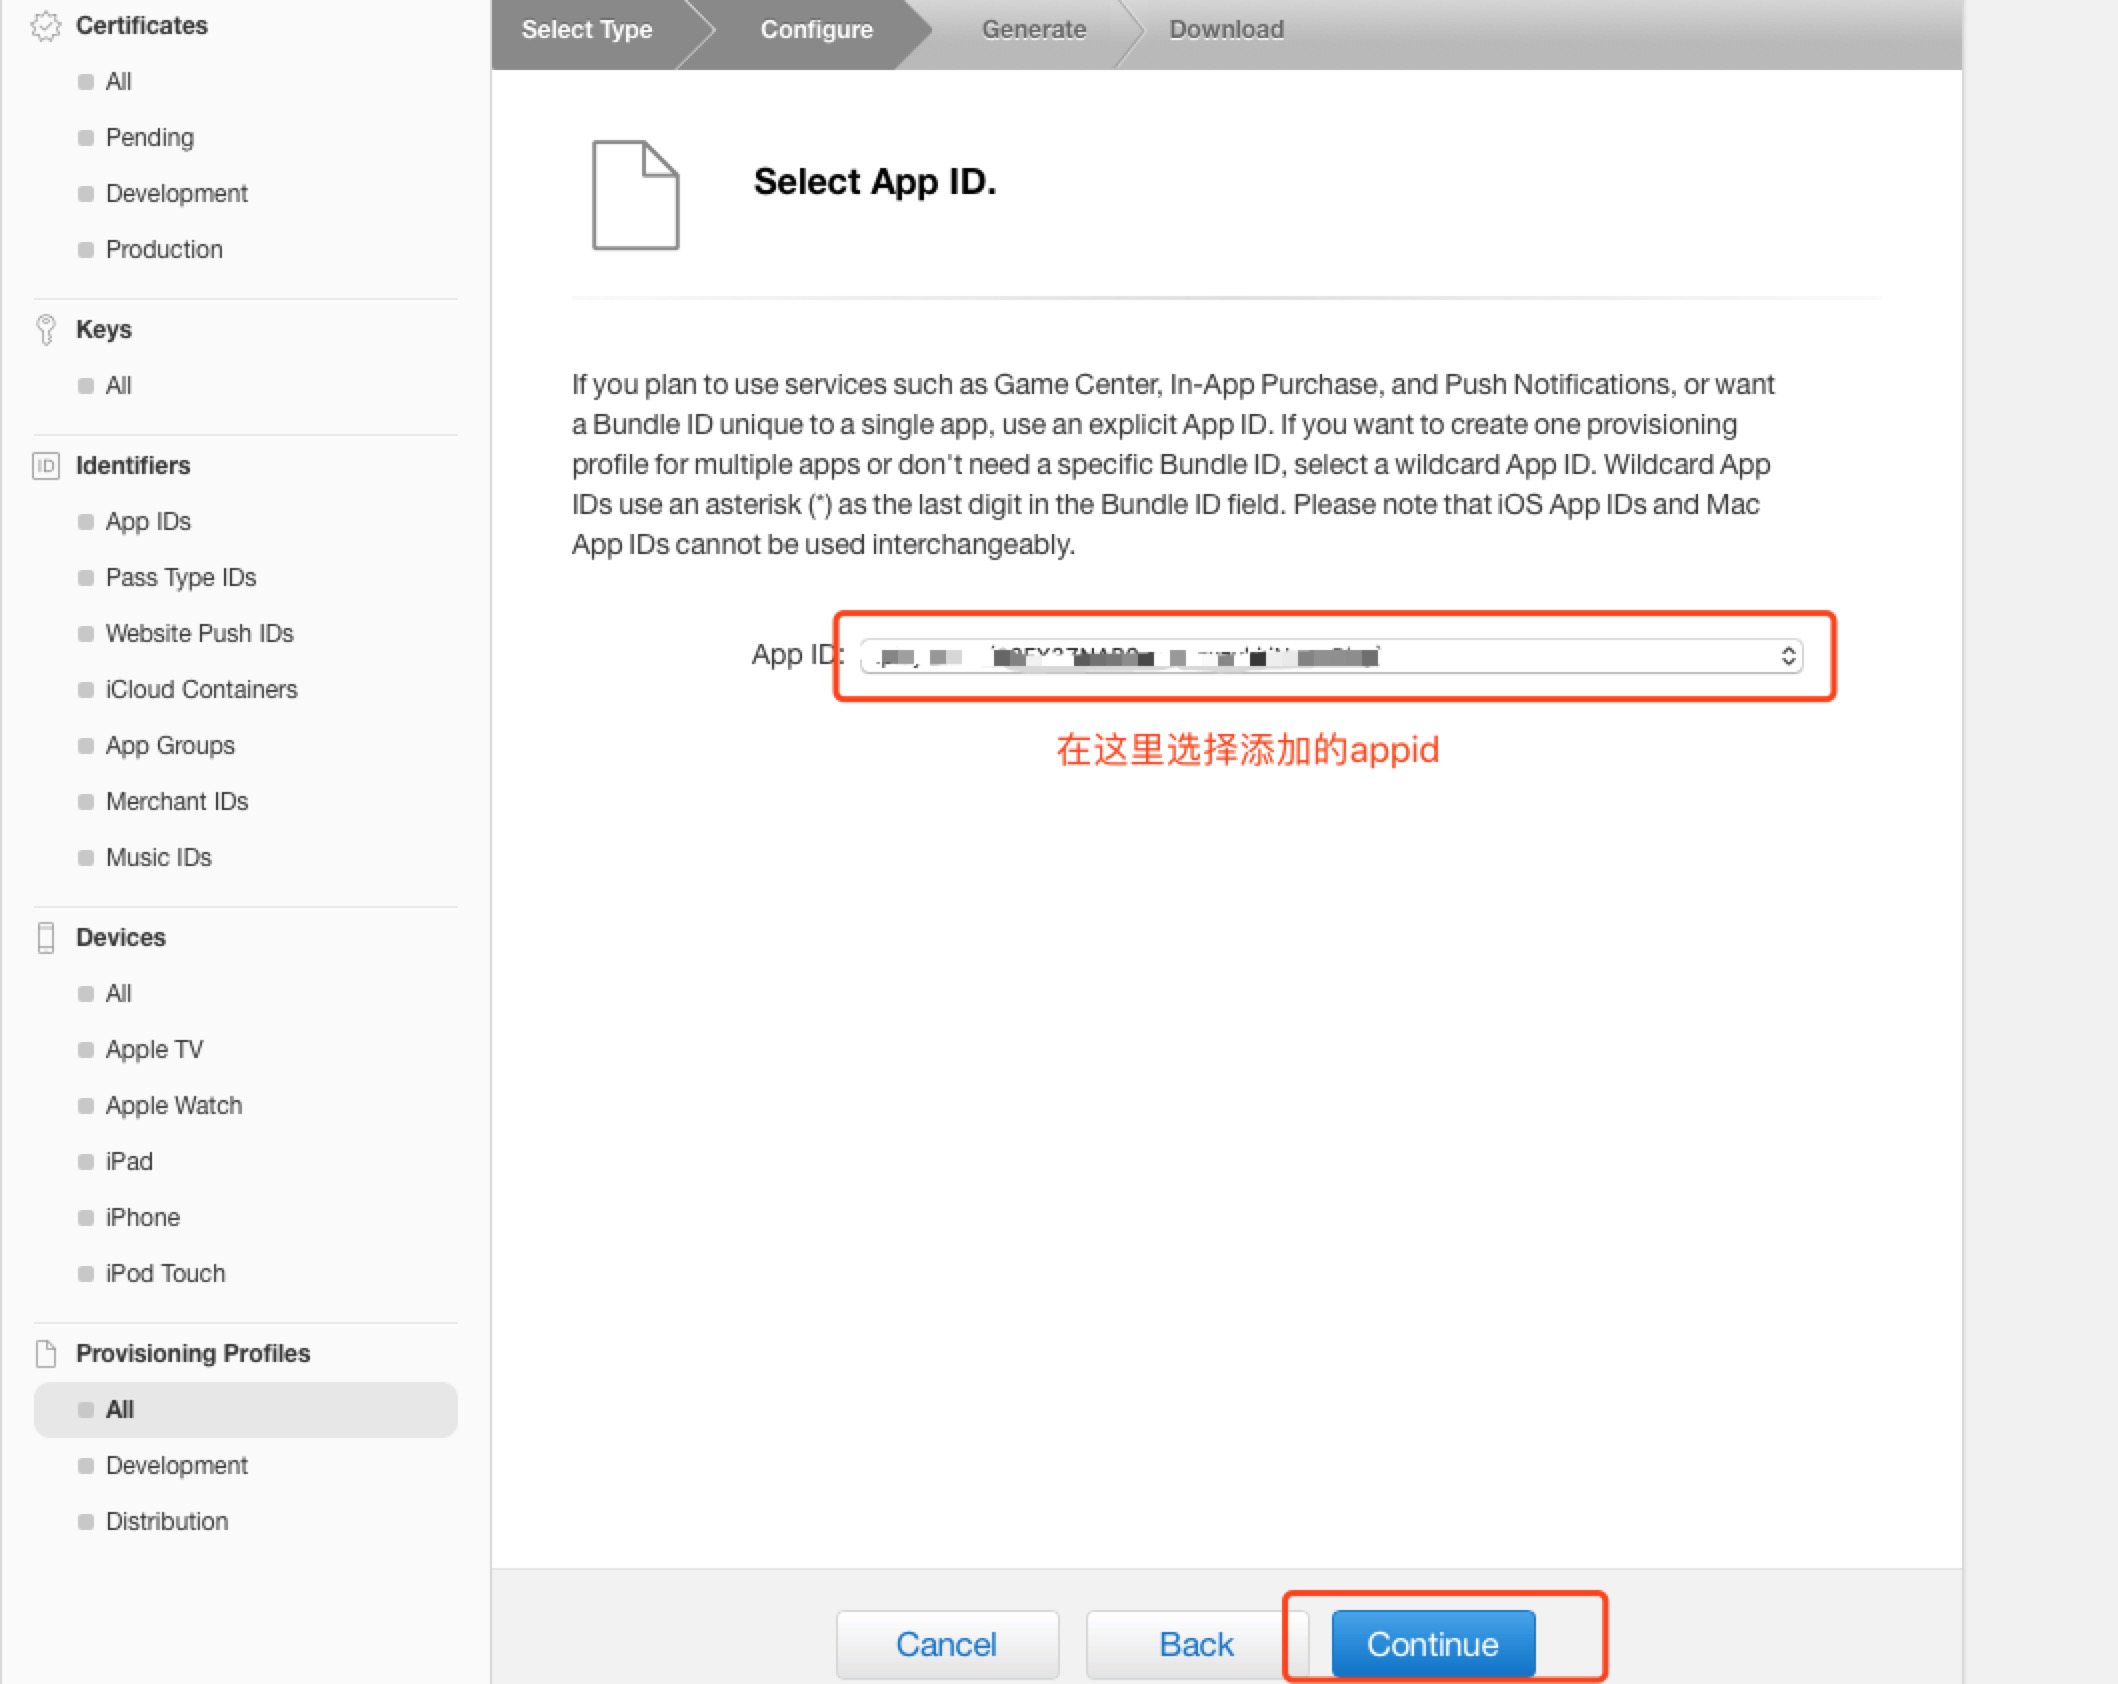 Certificates
All
Pending
Development
Production
Keys
All
ID
Identifiers
App IDs
Pass Type IDs
Website Push IDs
iCloud Containers
App Groups
Merchant IDs
Music IDs
Devices
All
Apple TV
Apple Watch
iPad
iPhone
iPod Touch
Provisioning Profiles
All
Development
Distribution
Select Type
Configure
Generate
Download
Select App ID.
If you plan to use services such as Game Center, In-App Purchase, and Push Notifications, or want
a Bundle ID unique to a single app, use an explicit App ID. If you want to create one provisioning
profile for multiple apps or don't need a specific Bundle ID, select a wildcard App ID. Wildcard App
IDs use an asterisk (*) as the last digit in the Bundle ID field. Please note that iOS App IDs and Mac
App IDs cannot be used interchangeably.
App ID:
在这里选择添加的appid
Cancel
Back
Continue